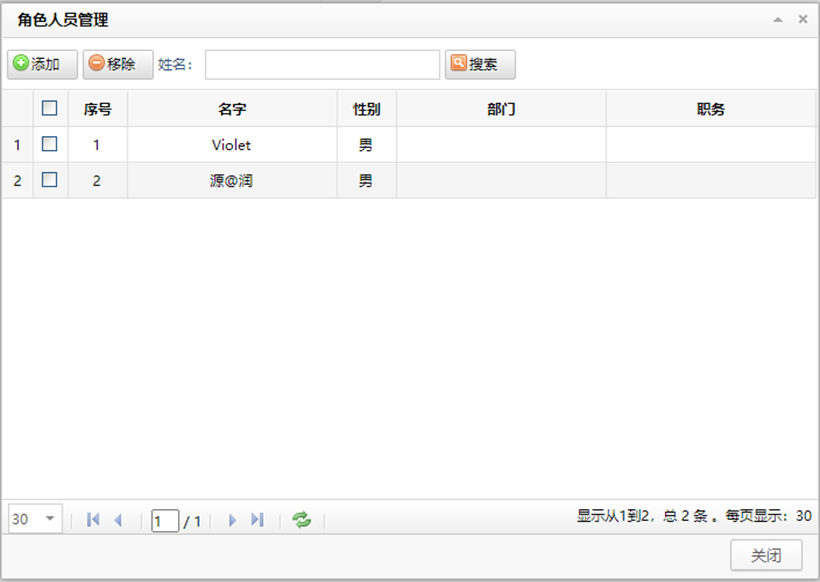 角色人员管理
添加 移除 姓名： 搜索
序号 名字 性别 部门 职务
1 1 Violet 男
2 2 源@润 男
30 1 / 1 显示从1到2，总 2 条 。每页显示：30
关闭